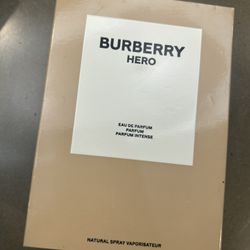 BURBERRY
HERO
EAU DE PARFUM
PARFUM
PARFUM INTENSE
NATURAL SPRAY VAPORISATEUR